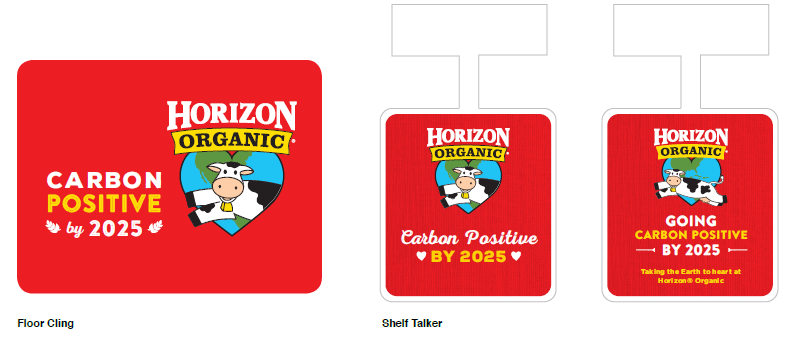 HORIZON
ORGANIC®
CARBON
POSITIVE
by 2025
Floor Cling
HORIZON
ORGANIC®
Carbon Positive
BY 2025
Shelf Talker
HORIZON
ORGANIC®
GOING
CARBON POSITIVE
BY 2025
Taking the Earth to heart at
Horizon® Organic